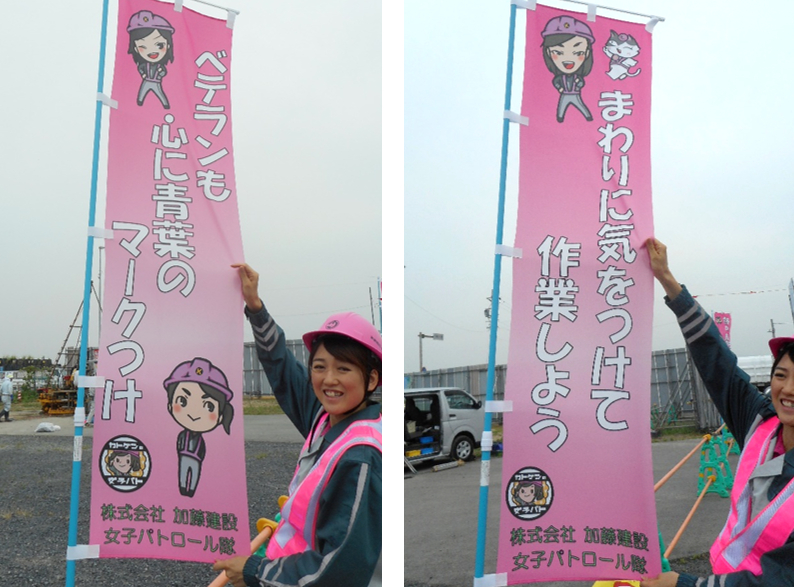 ベテランも
心に青葉の
マークつけ
カトケンの
女子パト
株式会社 加藤建設
女子パトロール隊
まわりに気をつけて
作業しよう
カトケンの
女子パト
株式会社 加藤建設
女子パトロール隊